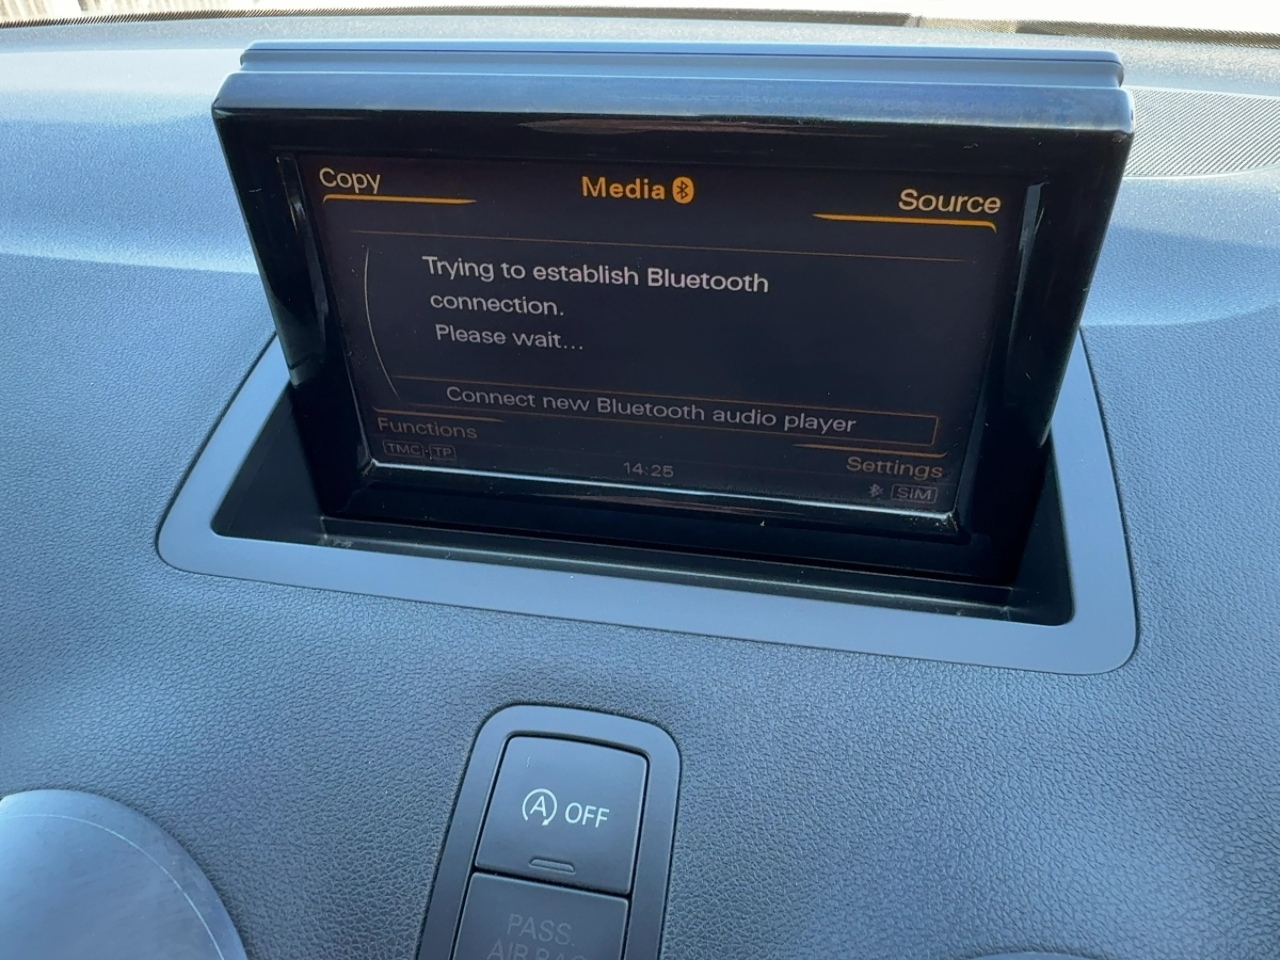 Copy
Media
Source
Trying to establish Bluetooth
connection.
Please wait...
Connect new Bluetooth audio player
Functions
Settings
TMC TP
14:25
SIM
A OFF
PASS.
AIRBAG